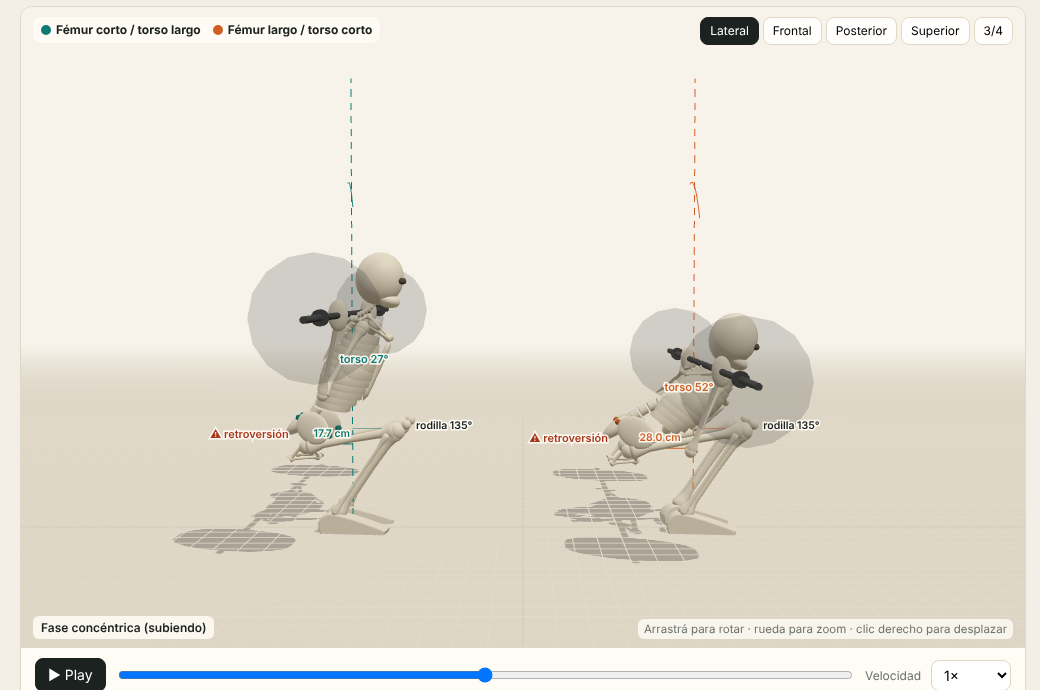 Fémur corto / torso largo
Fémur largo / torso corto
Lateral
Frontal
Posterior
Superior
3/4
torso 27°
torso 52°
17.7 cm
rodilla 135°
⚠ retroversión
28.0 cm
rodilla 135°
⚠ retroversión
Fase concéntrica (subiendo)
Arrastrá para rotar · rueda para zoom · clic derecho para desplazar
▶ Play
Velocidad
1×